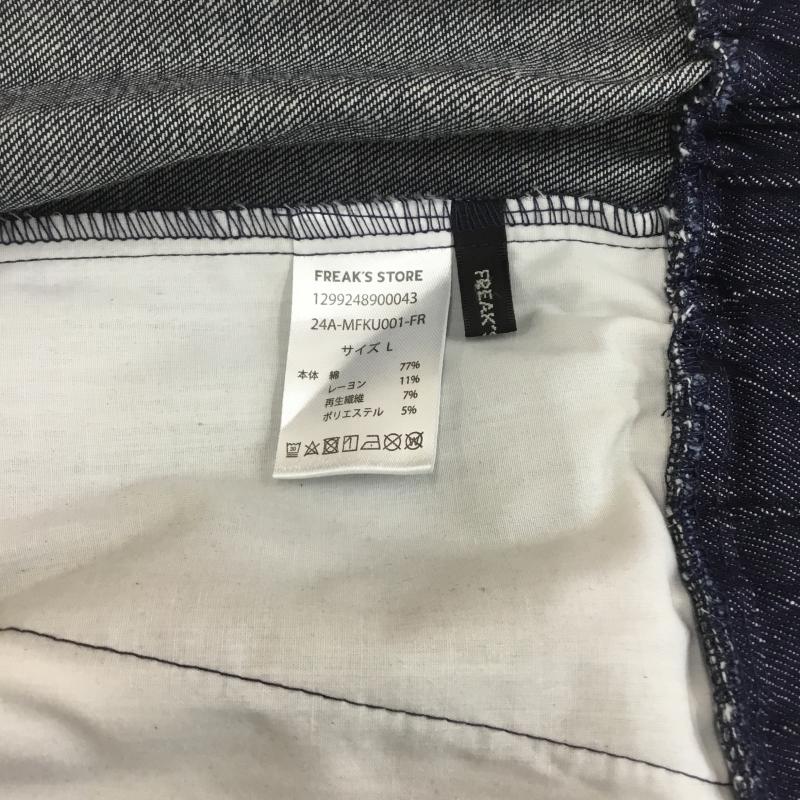 FREAK'S STORE
1299248900043
24A-MFKU001-FR
サイズ L
本体 綿 77%
レーヨン 11%
再生繊維 7%
ポリエステル 5%
FREAK'S